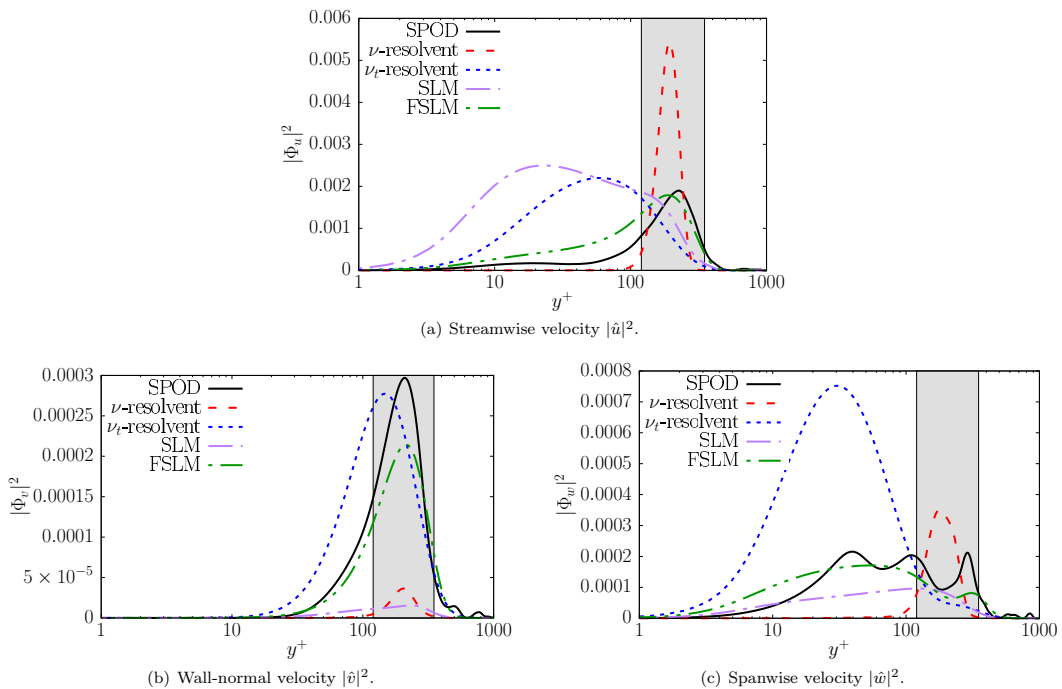 0.006
0.005
0.004
0.003
0.002
0.001
0
|Φ_u|²
SPOD
ν-resolvent
ν_t-resolvent
SLM
FSLM
1 10 100 1000
y⁺
(a) Streamwise velocity |û|².
0.0003
0.00025
0.0002
0.00015
0.0001
5 × 10⁻⁵
0
|Φ_v|²
SPOD
ν-resolvent
ν_t-resolvent
SLM
FSLM
1 10 100 1000
y⁺
(b) Wall-normal velocity |v̂|².
0.0008
0.0007
0.0006
0.0005
0.0004
0.0003
0.0002
0.0001
0
|Φ_w|²
SPOD
ν-resolvent
ν_t-resolvent
SLM
FSLM
1 10 100 1000
y⁺
(c) Spanwise velocity |ŵ|².